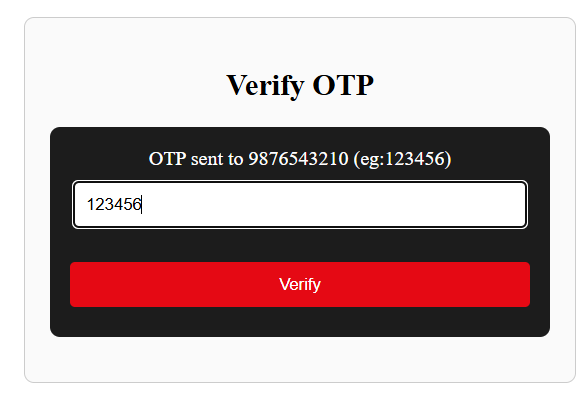 Verify OTP
OTP sent to 9876543210 (eg:123456)
123456
Verify